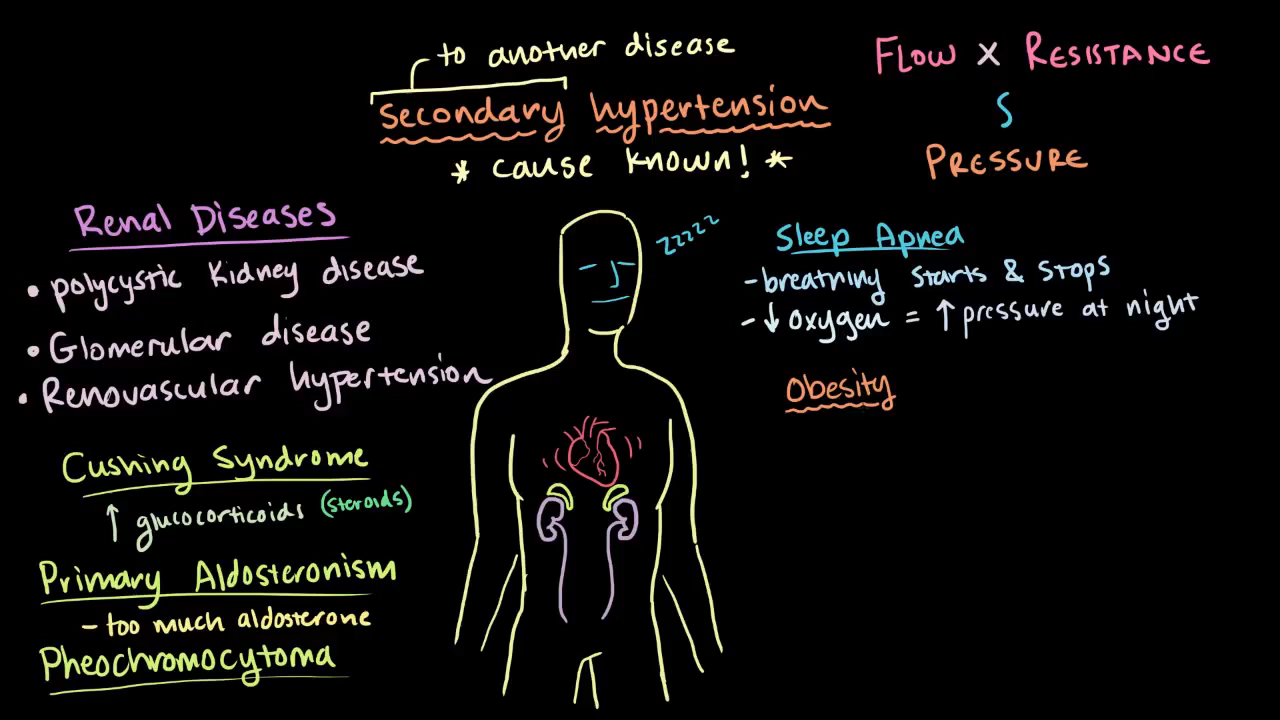 to another disease
Secondary hypertension
* cause known! *
FLOW x RESISTANCE
S
PRESSURE
Renal Diseases
• polycystic kidney disease
• Glomerular disease
• Renovascular hypertension
Cushing Syndrome
↑ glucocorticoids (steroids)
Primary Aldosteronism
- too much aldosterone
Pheochromocytoma
zzzzz
Sleep Apnea
- breathing starts & stops
- ↓ oxygen = ↑ pressure at night
Obesity